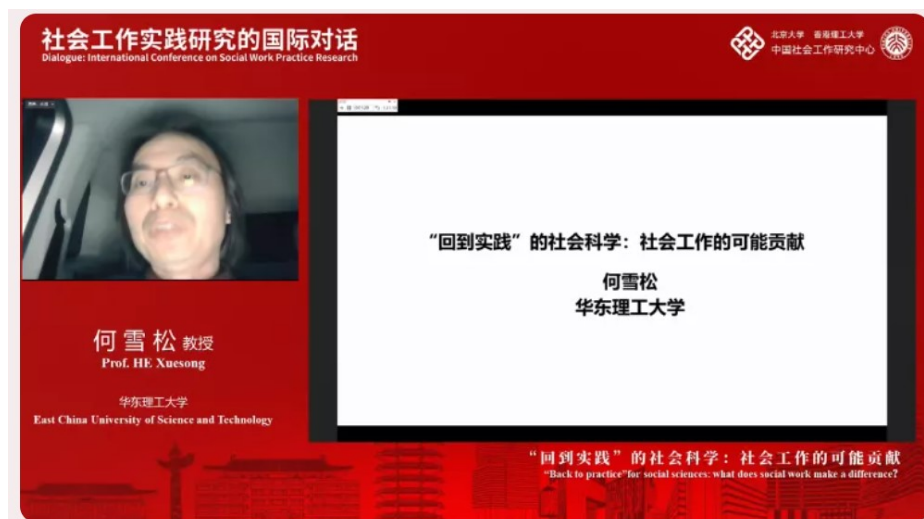 社会工作实践研究的国际对话
Dialogue: International Conference on Social Work Practice Research
北京大学 香港理工大学
中国社会工作研究中心
“回到实践”的社会科学：社会工作的可能贡献
何雪松
华东理工大学
何雪松 教授
Prof. HE Xuesong
华东理工大学
East China University of Science and Technology
“回到实践”的社会科学：社会工作的可能贡献
“Back to practice”for social sciences: what does social work make a difference?